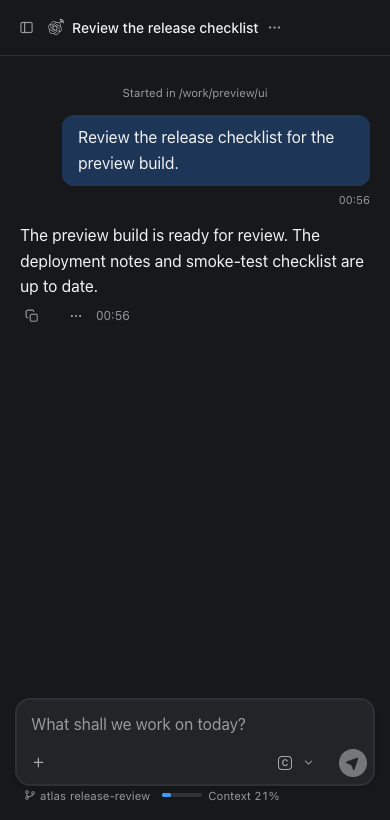 Review the release checklist
Started in /work/preview/ui
Review the release checklist for the
preview build.
00:56
The preview build is ready for review. The
deployment notes and smoke-test checklist are
up to date.
00:56
What shall we work on today?
C
atlas release-review Context 21%